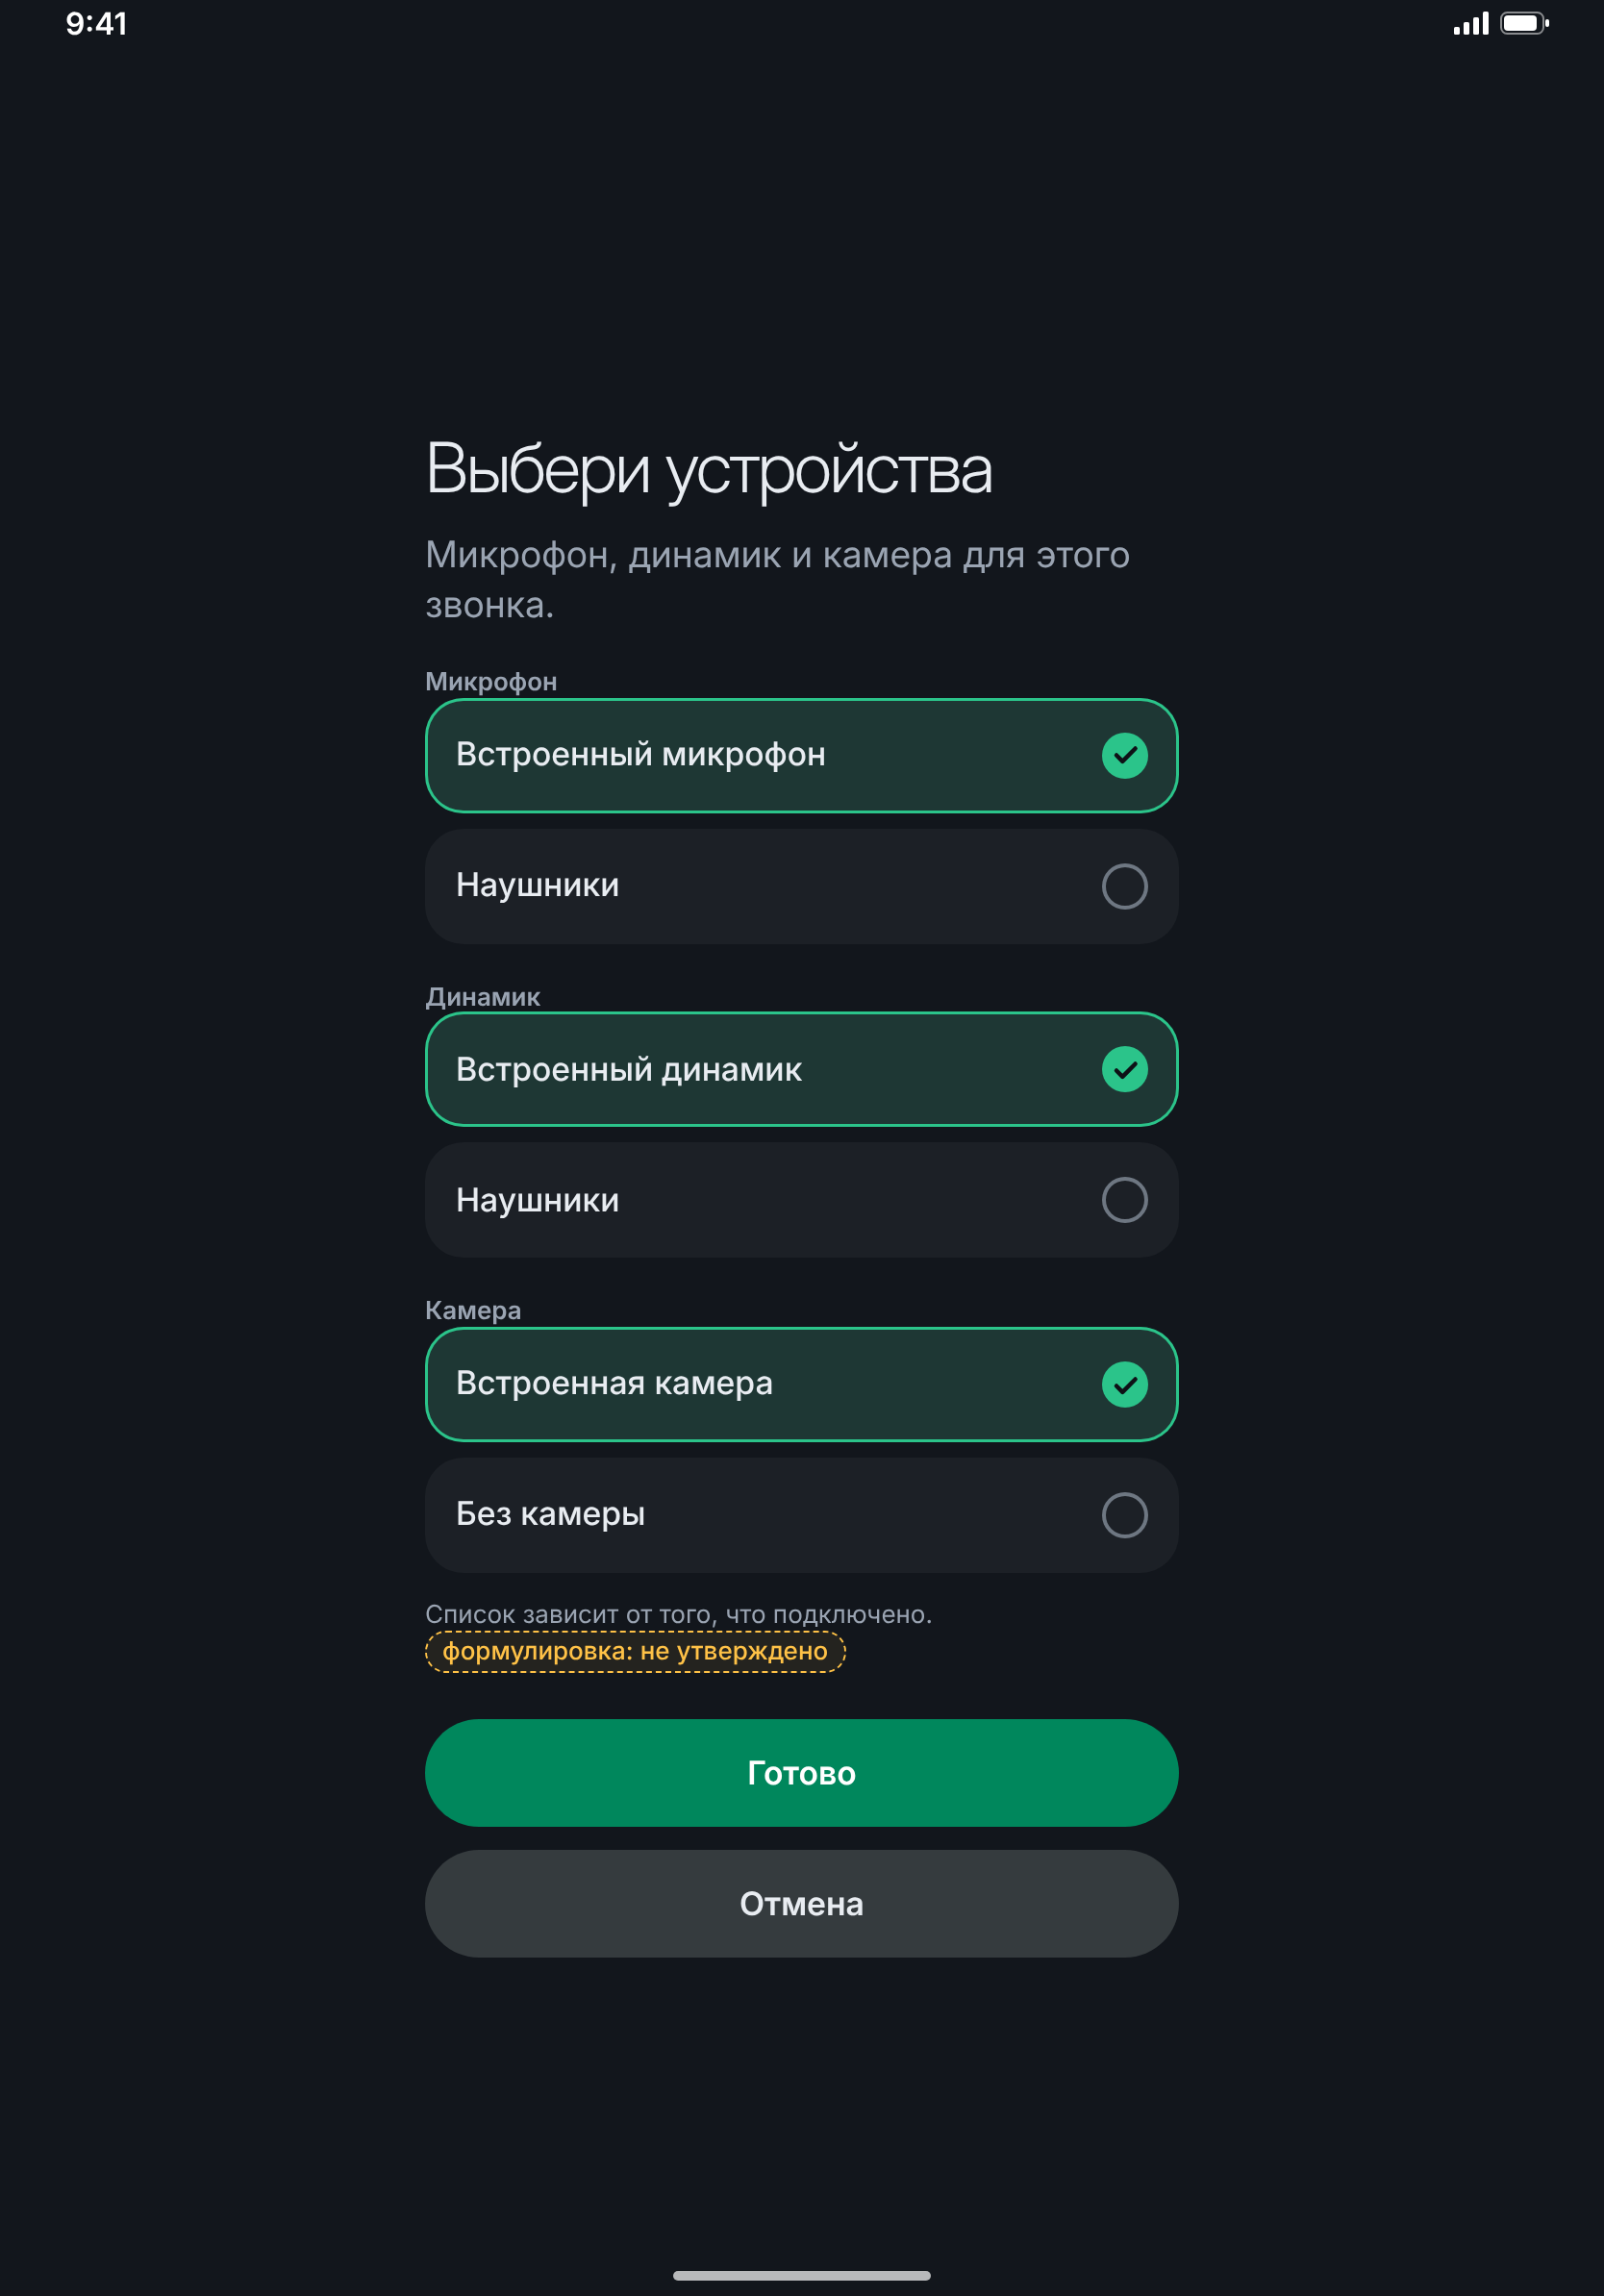 9:41
Выбери устройства
Микрофон, динамик и камера для этого
звонка.
Микрофон
Встроенный микрофон
Наушники
Динамик
Встроенный динамик
Наушники
Камера
Встроенная камера
Без камеры
Список зависит от того, что подключено.
формулировка: не утверждено
Готово
Отмена